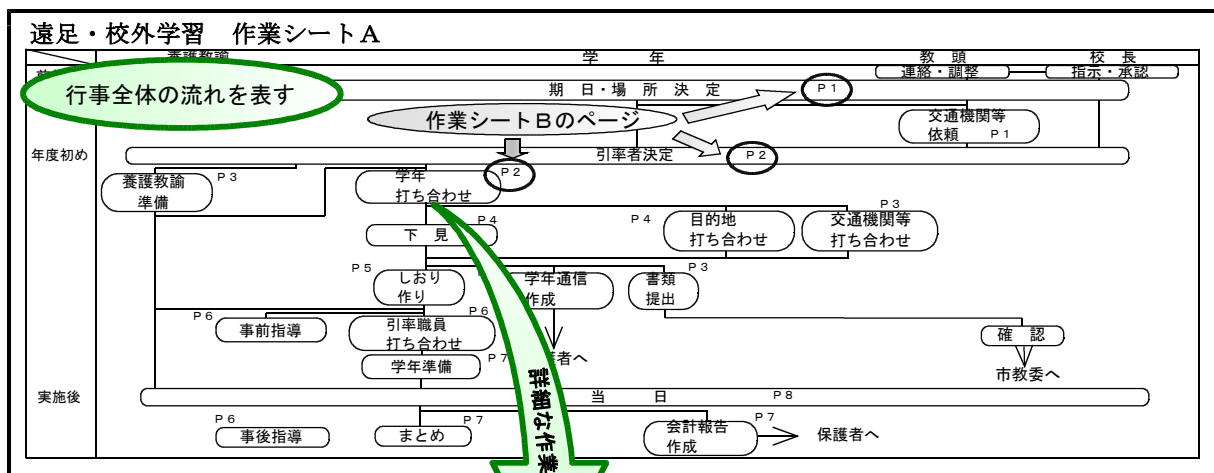 遠足・校外学習 作業シートA
学 年
教 頭
校 長
連絡・調整
指示・承認
行事全体の流れを表す
期 日・場 所 決 定
P1
作業シートBのページ
交通機関等
依頼 P1
年度初め
引率者決定
P2
養護教諭
準備
P3
学年
打ち合わせ
P2
P4
下 見
P4
目的地
打ち合わせ
P3
交通機関等
打ち合わせ
P5
しおり
作り
学年通信
作成
P3
書類
提出
P6
事前指導
P6
引率職員
打ち合わせ
確 認
P7
学年準備
護者へ
市教委へ
詳細な作業
実施後
当 日
P8
P6
事後指導
P7
まとめ
P7
会計報告
作成
保護者へ